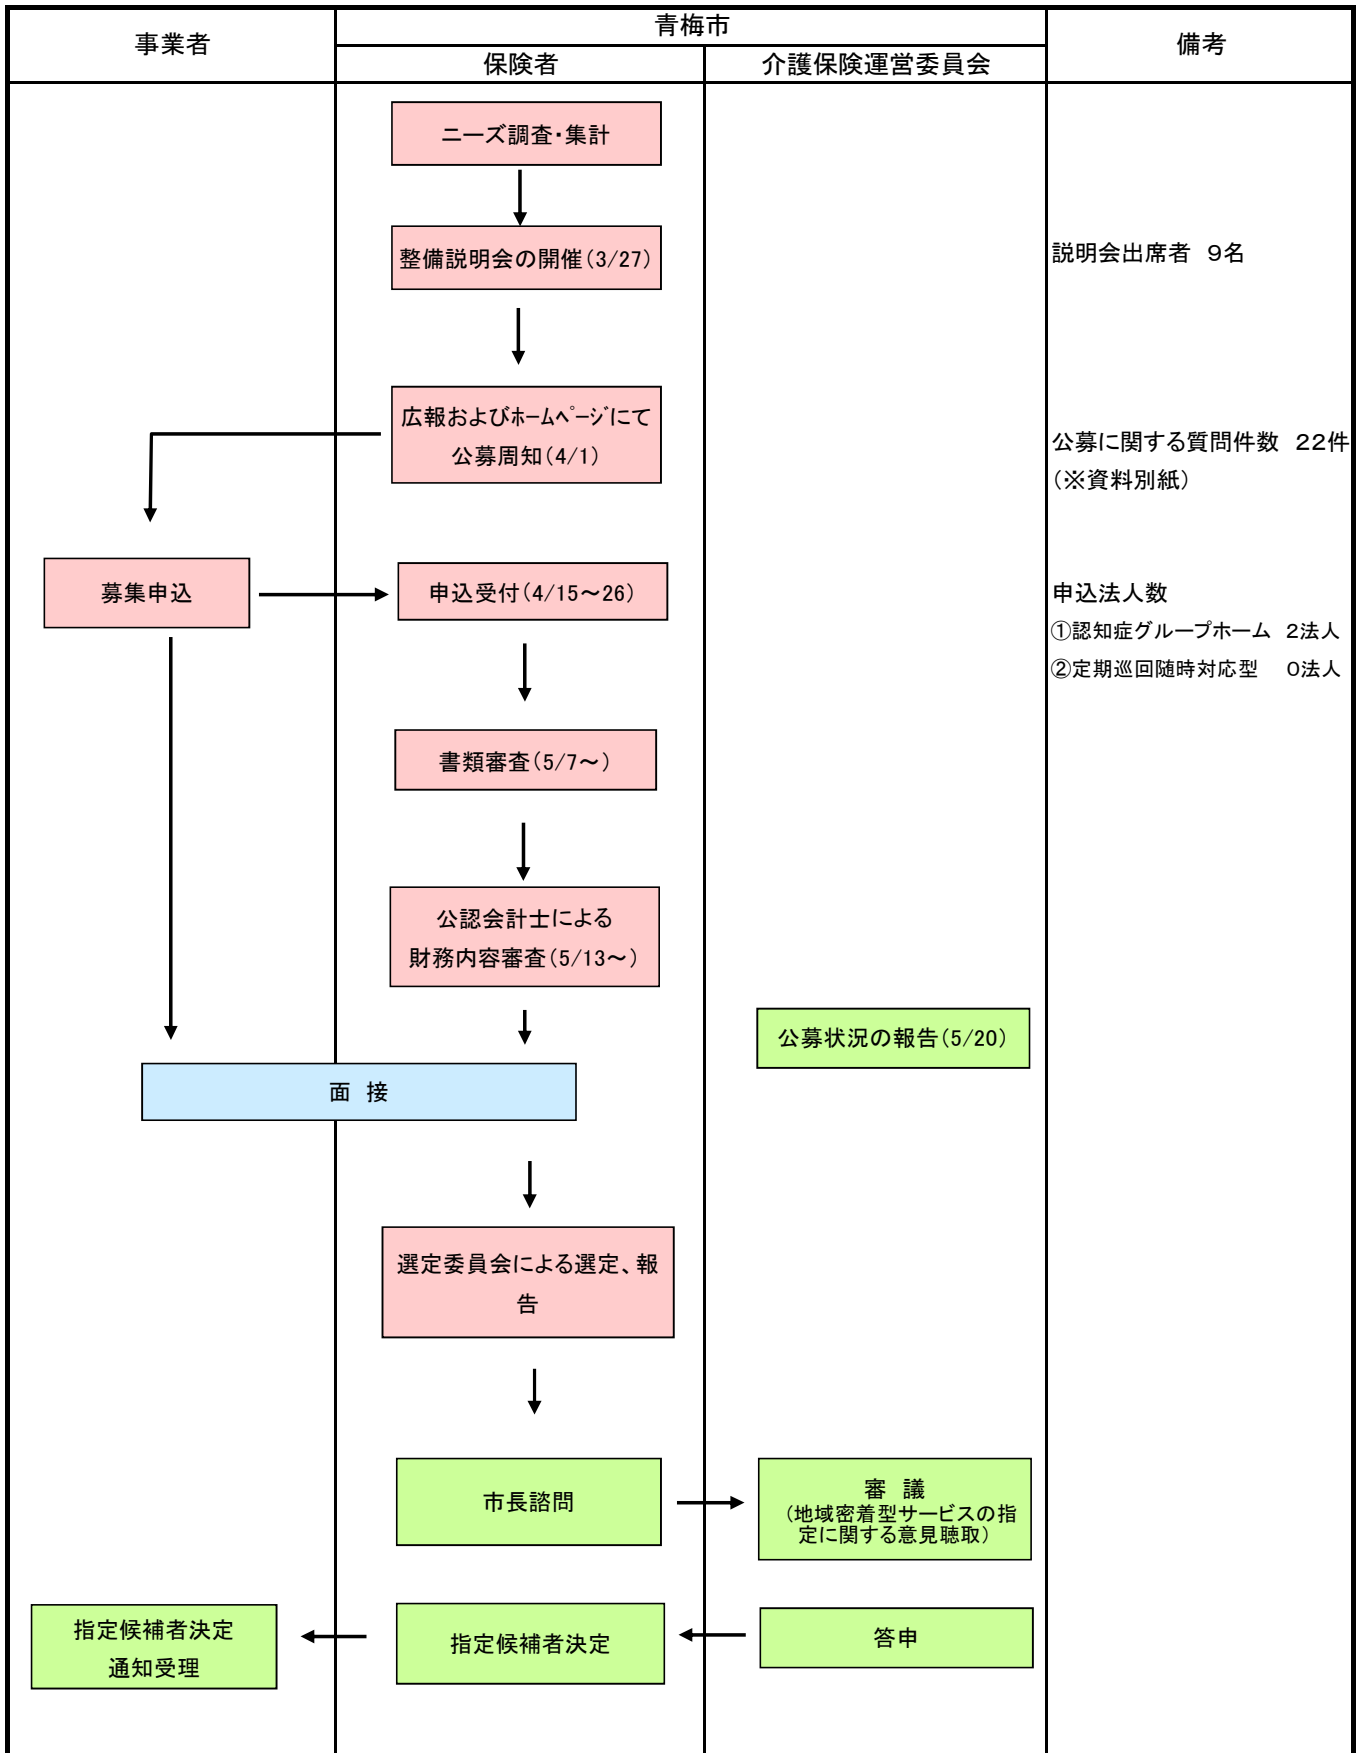 事業者
青梅市
備考
保険者
介護保険運営委員会
ニーズ調査・集計
整備説明会の開催（3/27）
説明会出席者　9名
広報およびﾎｰﾑﾍﾟｰｼﾞにて
公募周知（4/1）
公募に関する質問件数　22件
（※資料別紙）
募集申込
申込受付（4/15～26）
申込法人数
①認知症グループホーム　2法人
②定期巡回随時対応型　0法人
書類審査（5/7～）
公認会計士による
財務内容審査（5/13～）
公募状況の報告（5/20）
面　接
選定委員会による選定、報
告
市長諮問
審　議
（地域密着型サービスの指
定に関する意見聴取）
指定候補者決定
通知受理
指定候補者決定
答申